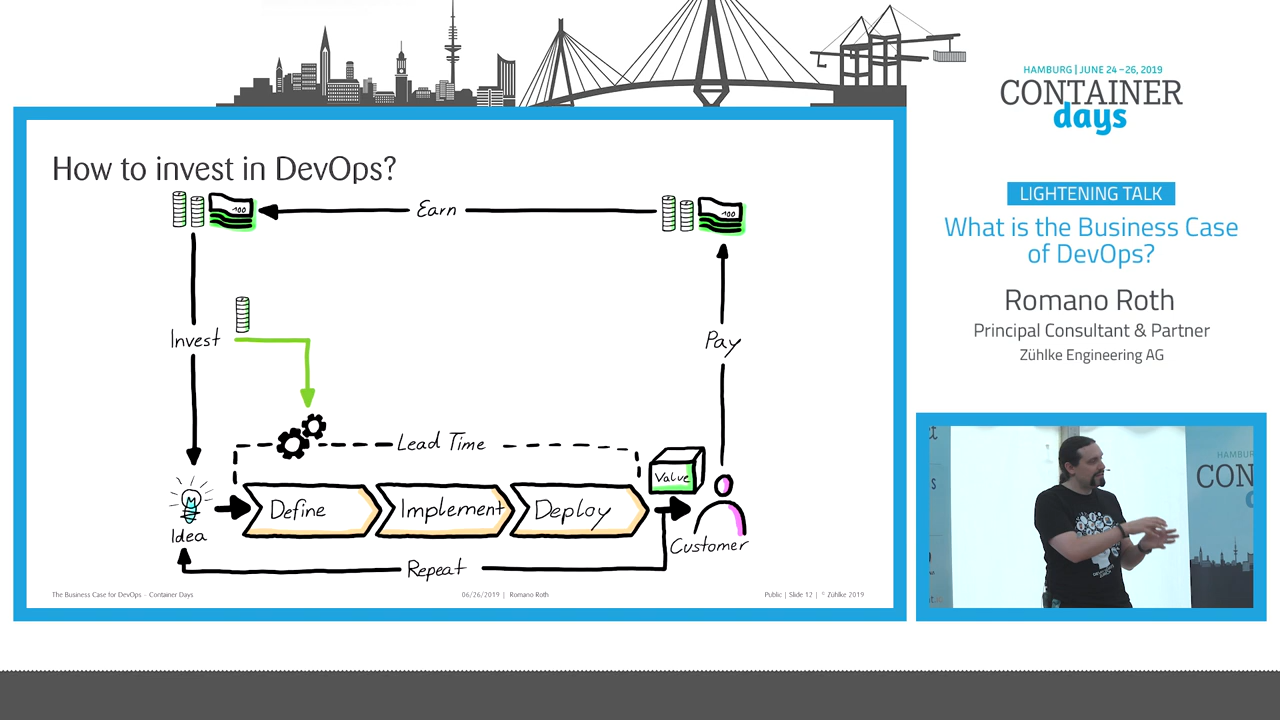 HAMBURG | JUNE 24 – 26, 2019
CONTAINER
days
LIGHTENING TALK
What is the Business Case
of DevOps?
Romano Roth
Principal Consultant & Partner
Zühlke Engineering AG
How to invest in DevOps?
100
Earn
100
Invest
Pay
Lead Time
Value
Define
Implement
Deploy
Idea
Customer
Repeat
The Business Case for DevOps - Container Days
06/26/2019 | Romano Roth
Public | Slide 12 | © Zühlke 2019
HAMBUR
CON